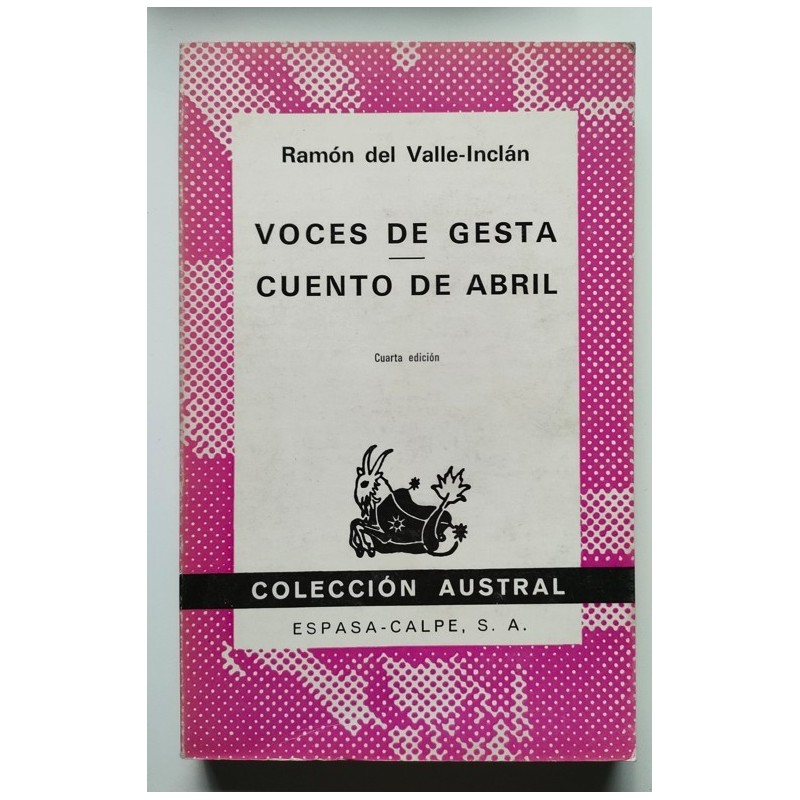 Ramón del Valle-Inclán
VOCES DE GESTA
CUENTO DE ABRIL
Cuarta edición
COLECCIÓN AUSTRAL
ESPASA-CALPE, S. A.